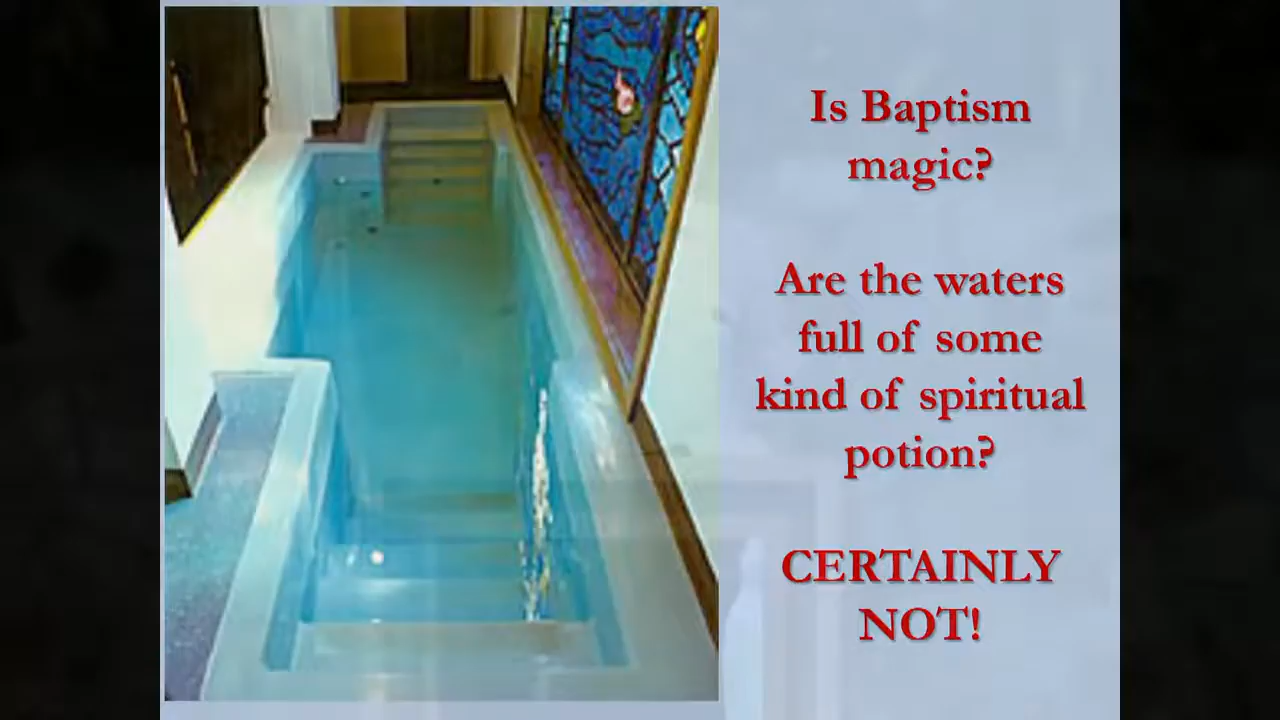 Is Baptism
magic?
Are the waters
full of some
kind of spiritual
potion?
CERTAINLY
NOT!